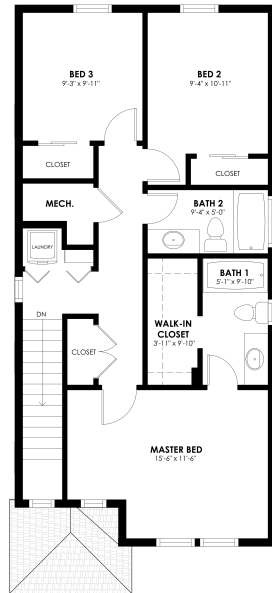 BED 3
9'-3" x 9'-11"
BED 2
9'-4" x 10'-11"
CLOSET
CLOSET
MECH.
BATH 2
9'-4" x 5'-0"
LAUNDRY
BATH 1
5'-1" x 9'-10"
DN
WALK-IN
CLOSET
3'-11" x 9'-10"
CLOSET
MASTER BED
15'-6" x 11'-6"